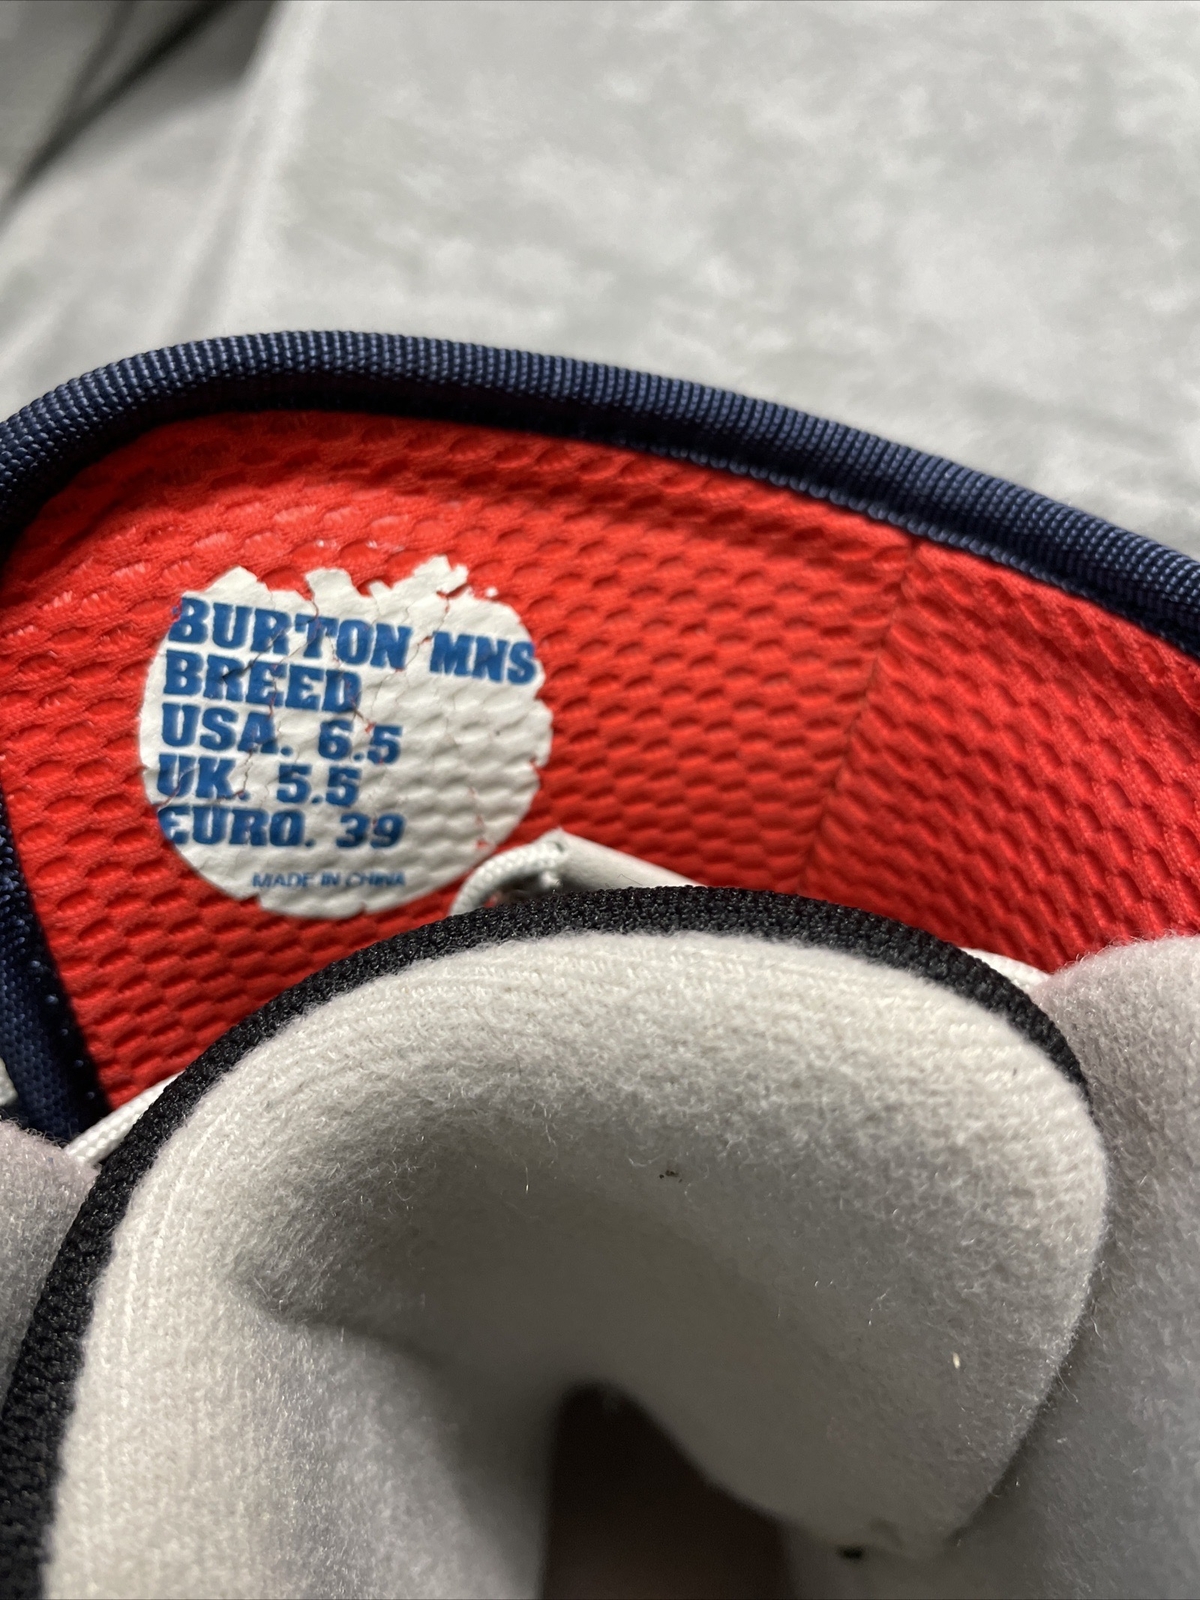 BURTON MNS
BREED
USA. 6.5
UK. 5.5
EURO. 39
MADE IN CHINA